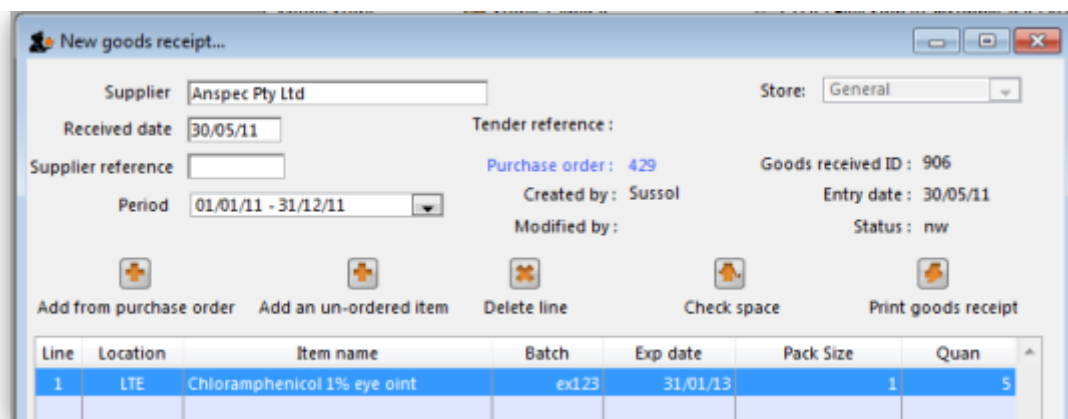 New goods receipt...
Supplier Anspec Pty Ltd Store: General
Received date 30/05/11 Tender reference :
Supplier reference Purchase order : 429 Goods received ID : 906
Period 01/01/11 - 31/12/11 Created by : Sussol Entry date : 30/05/11
Modified by : Status : nw
Add from purchase order Add an un-ordered item Delete line Check space Print goods receipt
Line Location Item name Batch Exp date Pack Size Quan
1 LTE Chloramphenicol 1% eye oint ex123 31/01/13 1 5